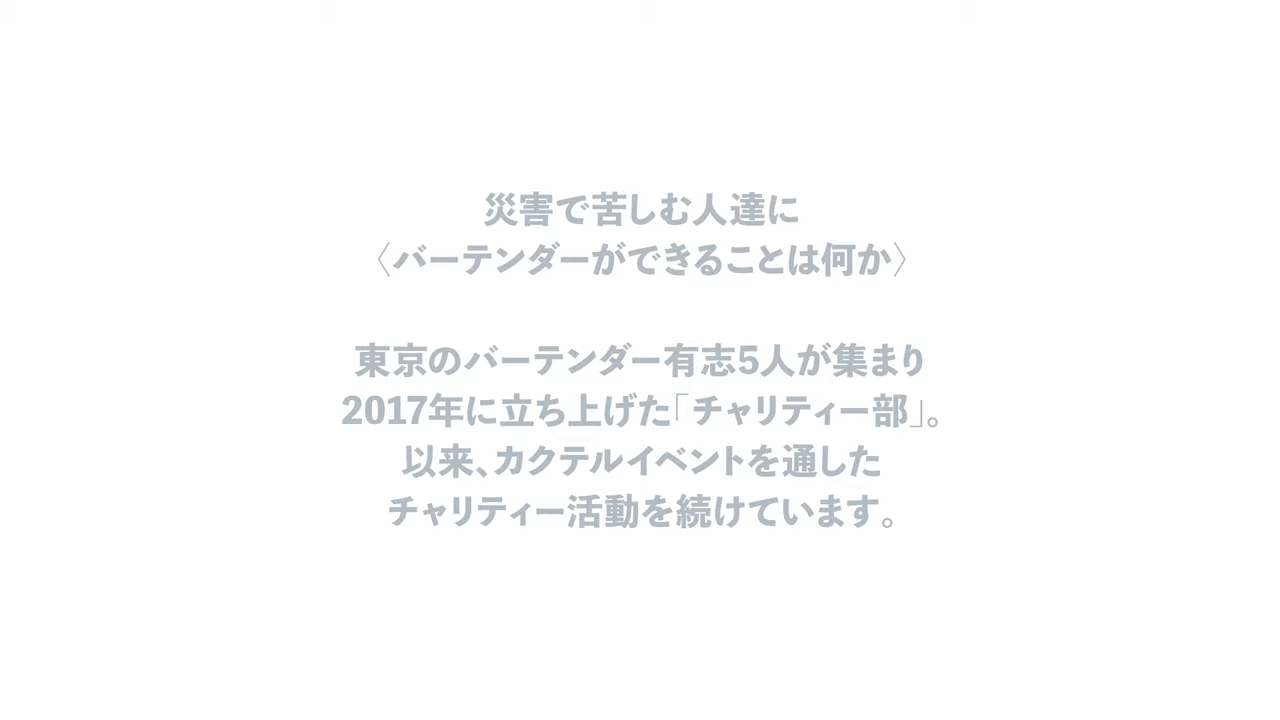 災害で苦しむ人達に
〈バーテンダーができることは何か〉
東京のバーテンダー有志5人が集まり
2017年に立ち上げた「チャリティー部」。
以来、カクテルイベントを通した
チャリティー活動を続けています。